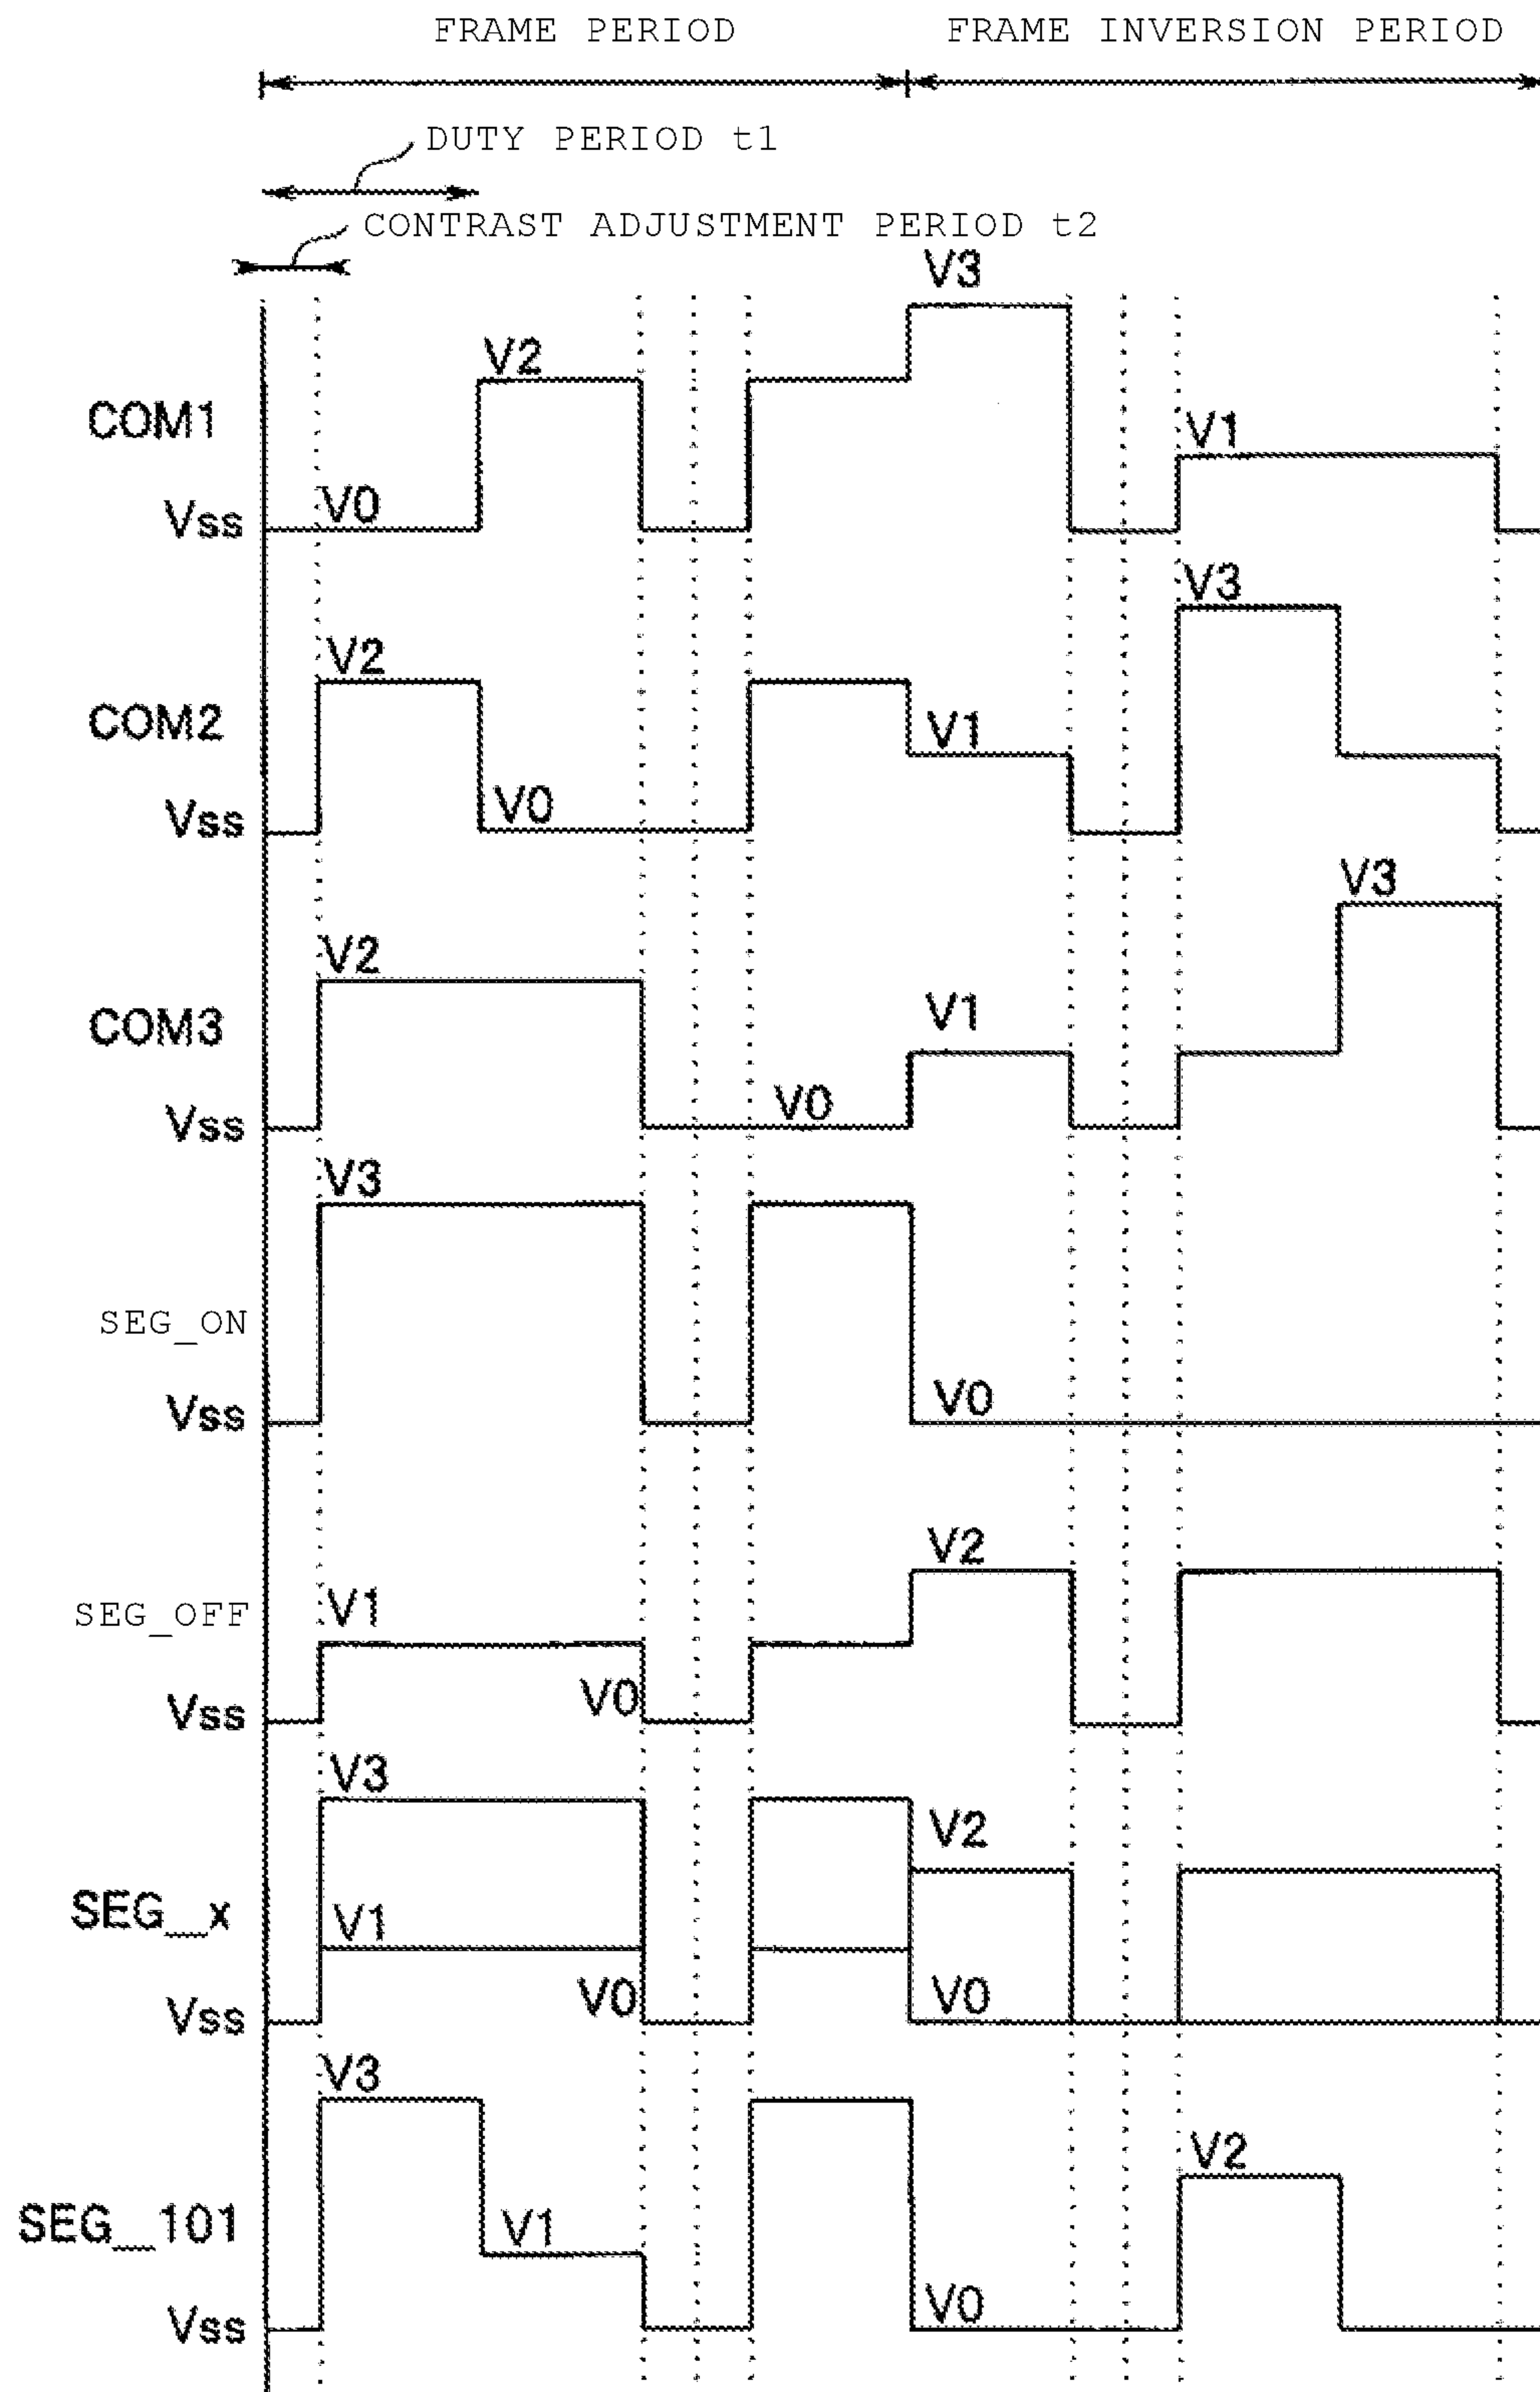 FRAME PERIOD FRAME INVERSION PERIOD
DUTY PERIOD t1
CONTRAST ADJUSTMENT PERIOD t2
V3
V2
COM1
V1
V0
Vss
V3
V2
COM2
V1
V0
Vss
V3
V2
V1
COM3
V0
Vss
V3
SEG_ON
V0
Vss
V2
V1
SEG_OFF
V0
Vss
V3
V2
SEG_x
V1
V0 V0
Vss
V3
V2
SEG_101
V1
V0
Vss